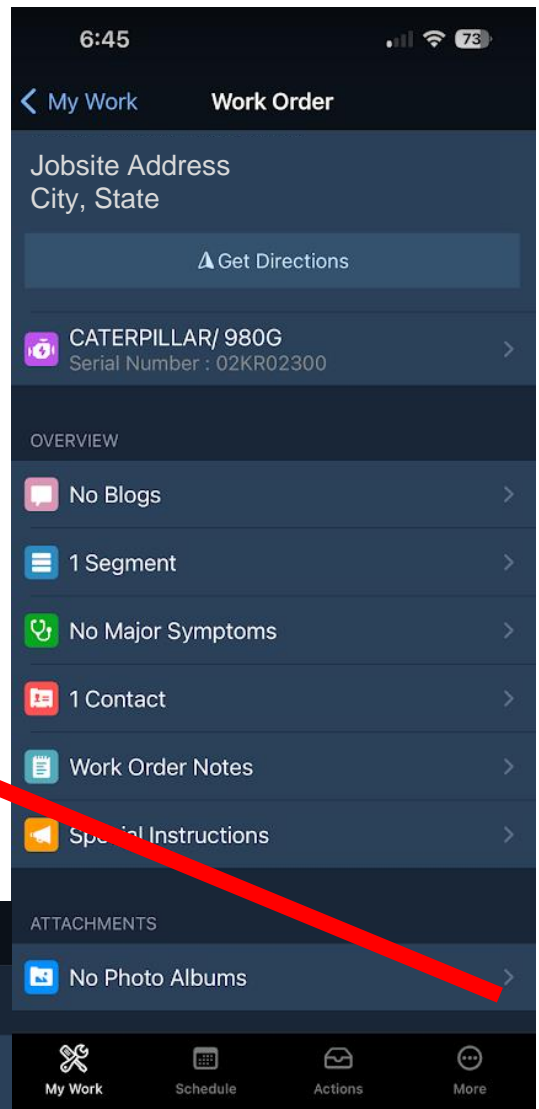 6:45
73
My Work
Work Order
Jobsite Address
City, State
Get Directions
CATERPILLAR/ 980G
Serial Number : 02KR02300
OVERVIEW
No Blogs
1 Segment
No Major Symptoms
1 Contact
Work Order Notes
Special Instructions
ATTACHMENTS
No Photo Albums
My Work
Schedule
Actions
More